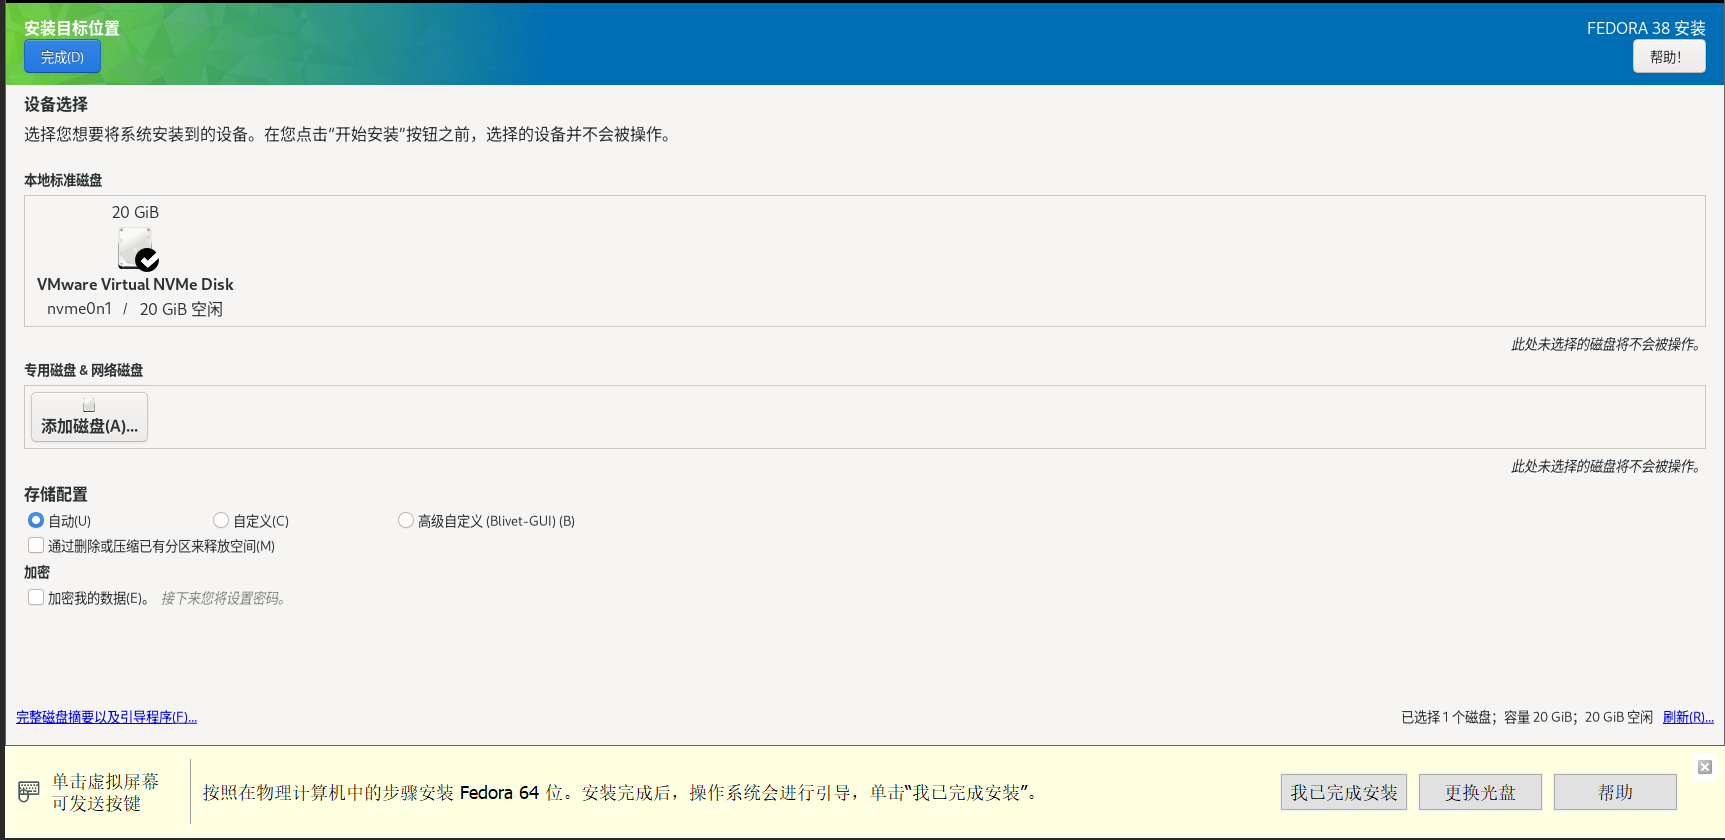 安装目标位置
FEDORA 38 安装
完成(D)
帮助！
设备选择
选择您想要将系统安装到的设备。在您点击“开始安装”按钮之前，选择的设备并不会被操作。
本地标准磁盘
20 GiB
VMware Virtual NVMe Disk
nvme0n1 / 20 GiB 空闲
此处未选择的磁盘将不会被操作。
专用磁盘 & 网络磁盘
添加磁盘(A)...
此处未选择的磁盘将不会被操作。
存储配置
自动(U) 自定义(C) 高级自定义 (Blivet-GUI) (B)
通过删除或压缩已有分区来释放空间(M)
加密
加密我的数据(E)。 接下来您将设置密码。
完整磁盘摘要以及引导程序(F)...
已选择 1 个磁盘；容量 20 GiB；20 GiB 空闲 刷新(R)...
单击虚拟屏幕
可发送按键
按照在物理计算机中的步骤安装 Fedora 64 位。安装完成后，操作系统会进行引导，单击“我已完成安装”。
我已完成安装 更换光盘 帮助